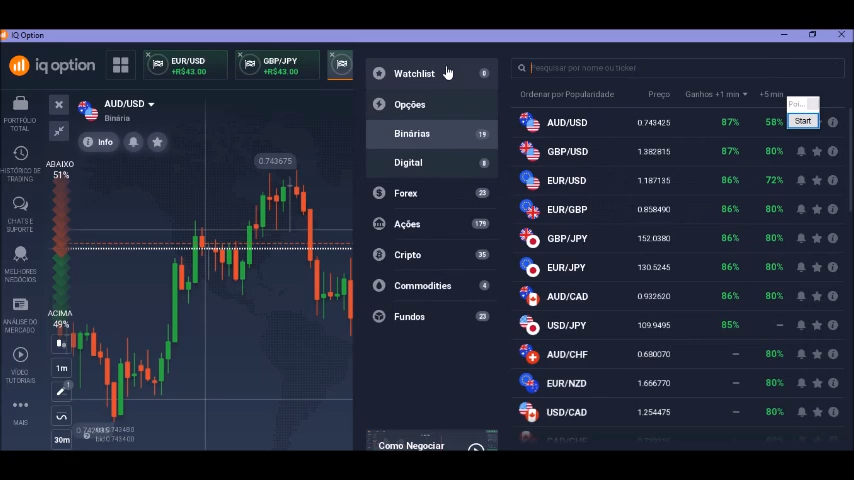 IQ Option
iq option
EUR/USD
+R$43.00
GBP/JPY
+R$43.00
PORTFÓLIO
TOTAL
HISTÓRICO DE
TRADING
CHATS E
SUPORTE
MELHORES
NEGÓCIOS
ANÁLISE DO
MERCADO
VÍDEO
TUTORIAIS
MAIS
AUD/USD
Binária
Info
ABAIXO
51%
ACIMA
49%
1m
1
30m
0.743675
bid:0.743400
Watchlist 0
Opções
Binárias 19
Digital 8
Forex 23
Ações 179
Cripto 35
Commodities 4
Fundos 23
Como Negociar
Pesquisar por nome ou ticker
Ordenar por Popularidade Preço Ganhos +1 min +5 min
Poi...
Start
AUD/USD 0.743425 87% 58%
GBP/USD 1.382815 87% 80%
EUR/USD 1.187135 86% 72%
EUR/GBP 0.858490 86% 80%
GBP/JPY 152.0380 86% 80%
EUR/JPY 130.5245 86% 80%
AUD/CAD 0.932620 86% 80%
USD/JPY 109.9495 85% –
AUD/CHF 0.680070 – 80%
EUR/NZD 1.666770 – 80%
USD/CAD 1.254475 – 80%
CAD/CHF